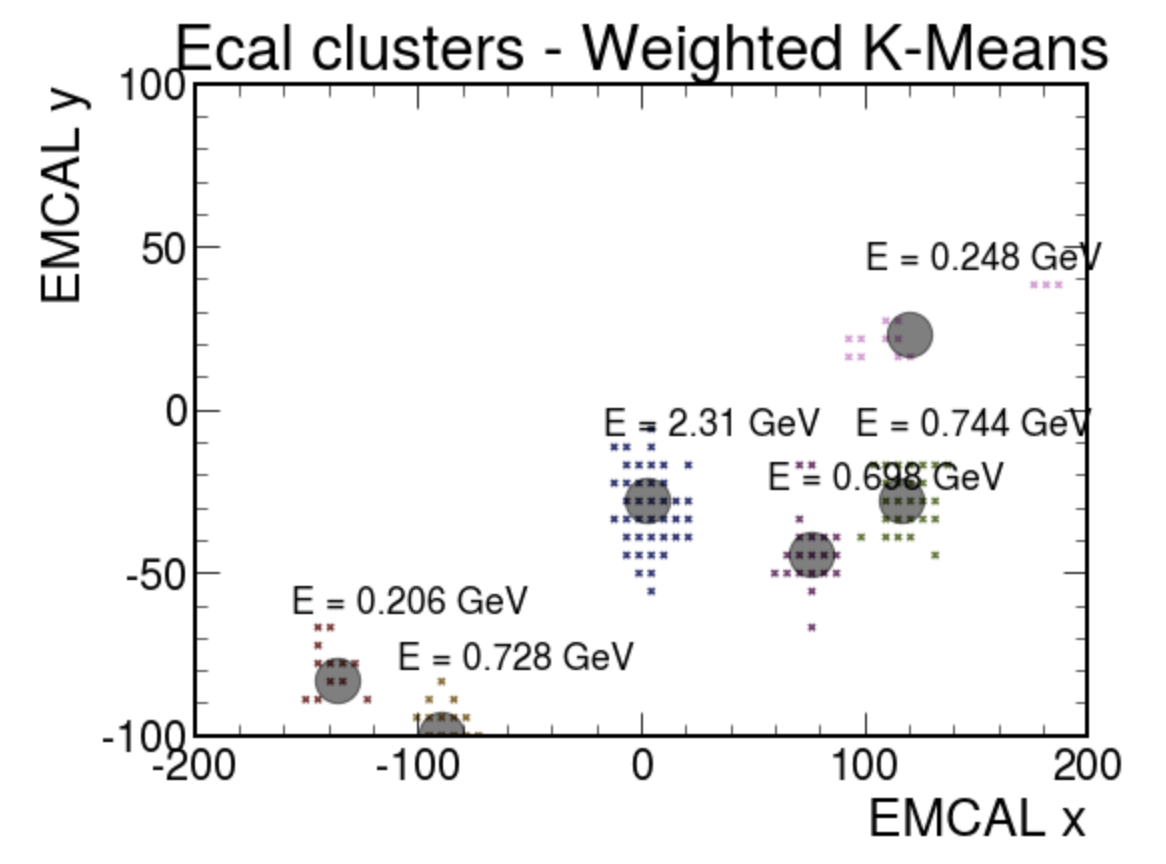 Ecal clusters - Weighted K-Means
EMCAL y
100
50
0
-50
-100
E = 0.248 GeV
E = 2.31 GeV
E = 0.744 GeV
E = 0.698 GeV
E = 0.206 GeV
E = 0.728 GeV
-200
-100
0
100
200
EMCAL x